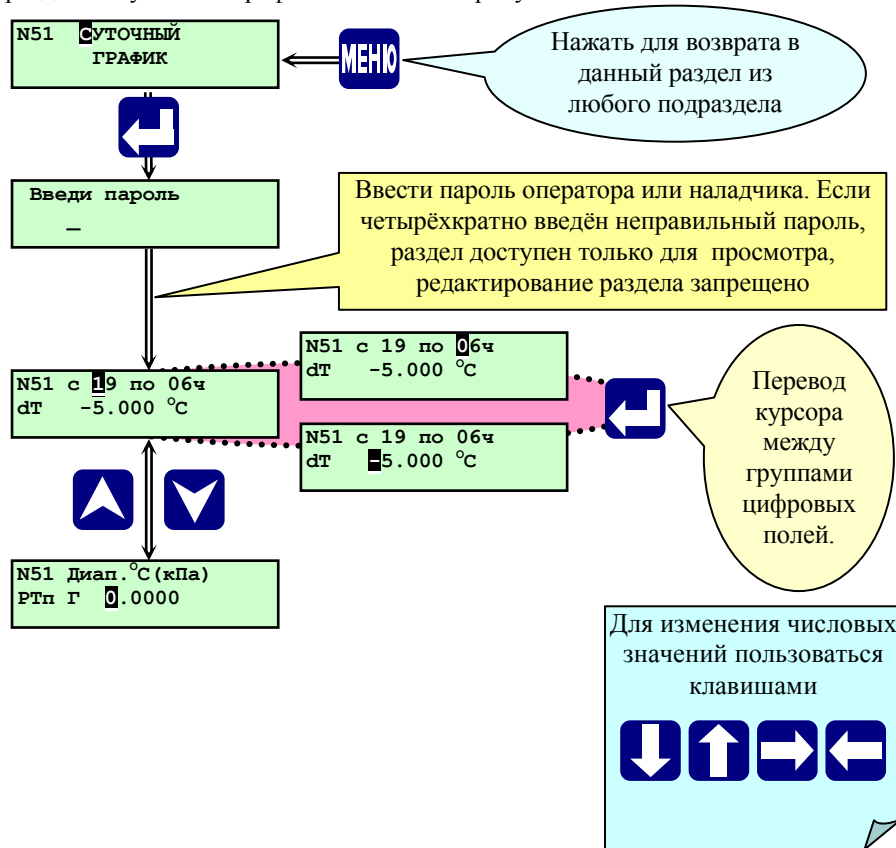 N51 СУТОЧНЫЙ
ГРАФИК
МЕНЮ
Нажать для возврата в
данный раздел из
любого подраздела
Введи пароль
_
Ввести пароль оператора или наладчика. Если
четырёхкратно введён неправильный пароль,
раздел доступен только для просмотра,
редактирование раздела запрещено
N51 с 19 по 06ч
dT -5.000 °C
N51 с 19 по 06ч
dT -5.000 °C
N51 с 19 по 06ч
dT -5.000 °C
Перевод
курсора
между
группами
цифровых
полей.
N51 Диап.°C(кПа)
РТп Г 0.0000
Для изменения числовых
значений пользоваться
клавишами